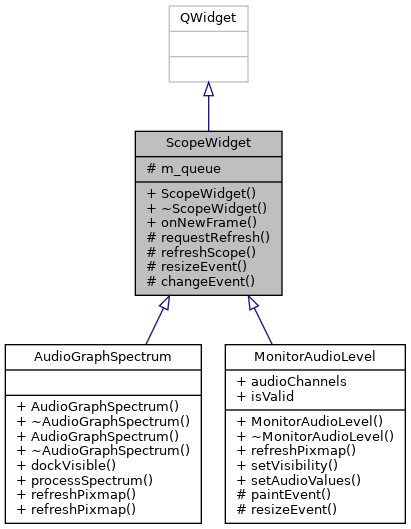 QWidget
ScopeWidget
# m_queue
+ ScopeWidget()
+ ~ScopeWidget()
+ onNewFrame()
# requestRefresh()
# refreshScope()
# resizeEvent()
# changeEvent()
AudioGraphSpectrum
+ AudioGraphSpectrum()
+ ~AudioGraphSpectrum()
+ AudioGraphSpectrum()
+ ~AudioGraphSpectrum()
+ dockVisible()
+ processSpectrum()
+ refreshPixmap()
+ refreshPixmap()
MonitorAudioLevel
+ audioChannels
+ isValid
+ MonitorAudioLevel()
+ ~MonitorAudioLevel()
+ refreshPixmap()
+ setVisibility()
+ setAudioValues()
# paintEvent()
# resizeEvent()